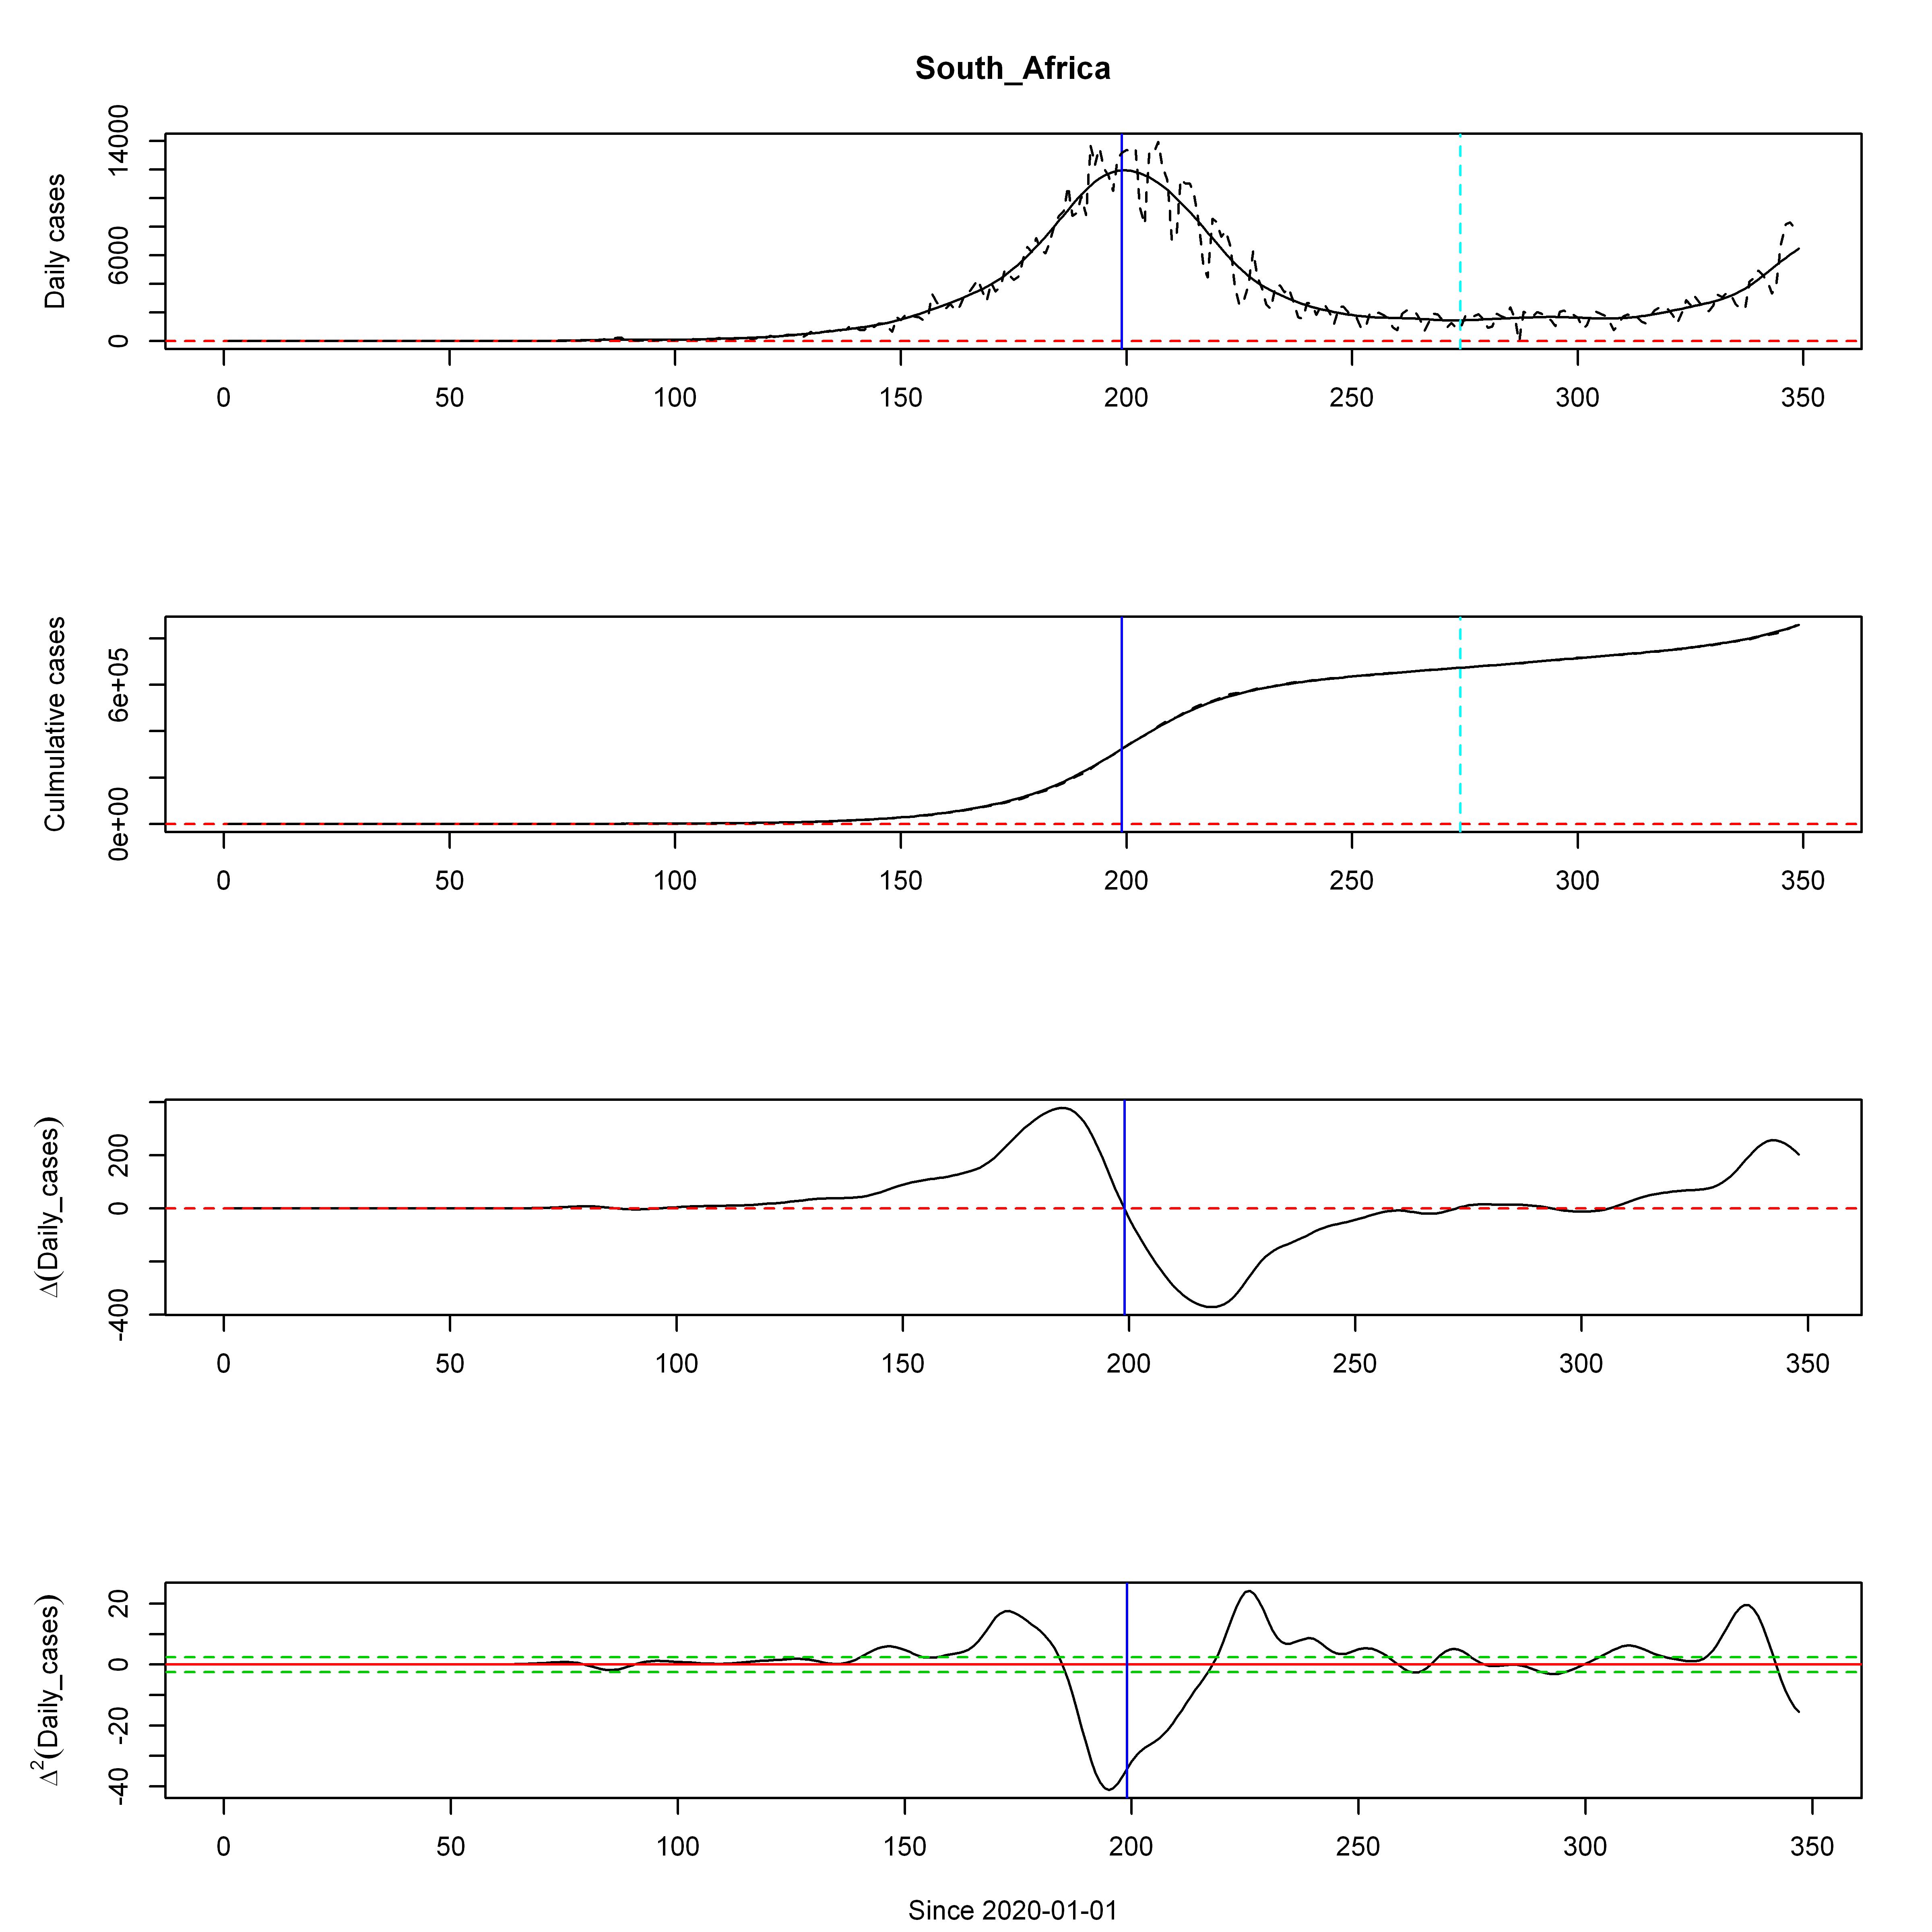 South_Africa
Daily cases
0 6000 14000
0 50 100 150 200 250 300 350
Culmulative cases
0e+00 6e+05
0 50 100 150 200 250 300 350
Δ(Daily_cases)
-400 0 200
0 50 100 150 200 250 300 350
Δ²(Daily_cases)
-40 -20 0 20
0 50 100 150 200 250 300 350
Since 2020-01-01